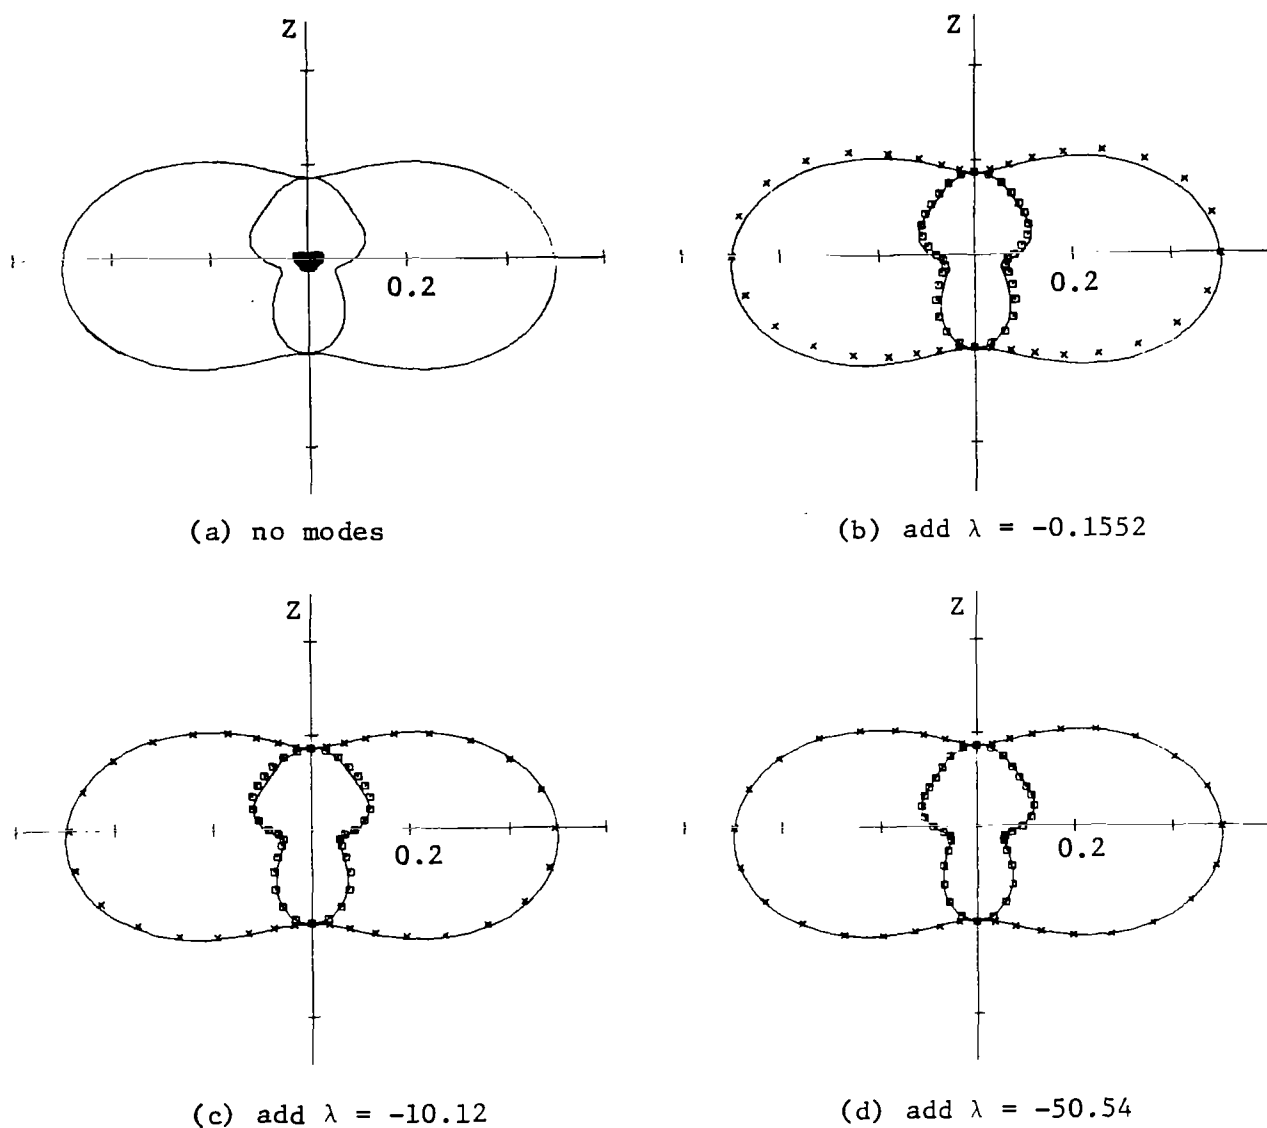 Z
0.2
(a) no modes
Z
0.2
(b) add λ = -0.1552
Z
0.2
(c) add λ = -10.12
Z
0.2
(d) add λ = -50.54